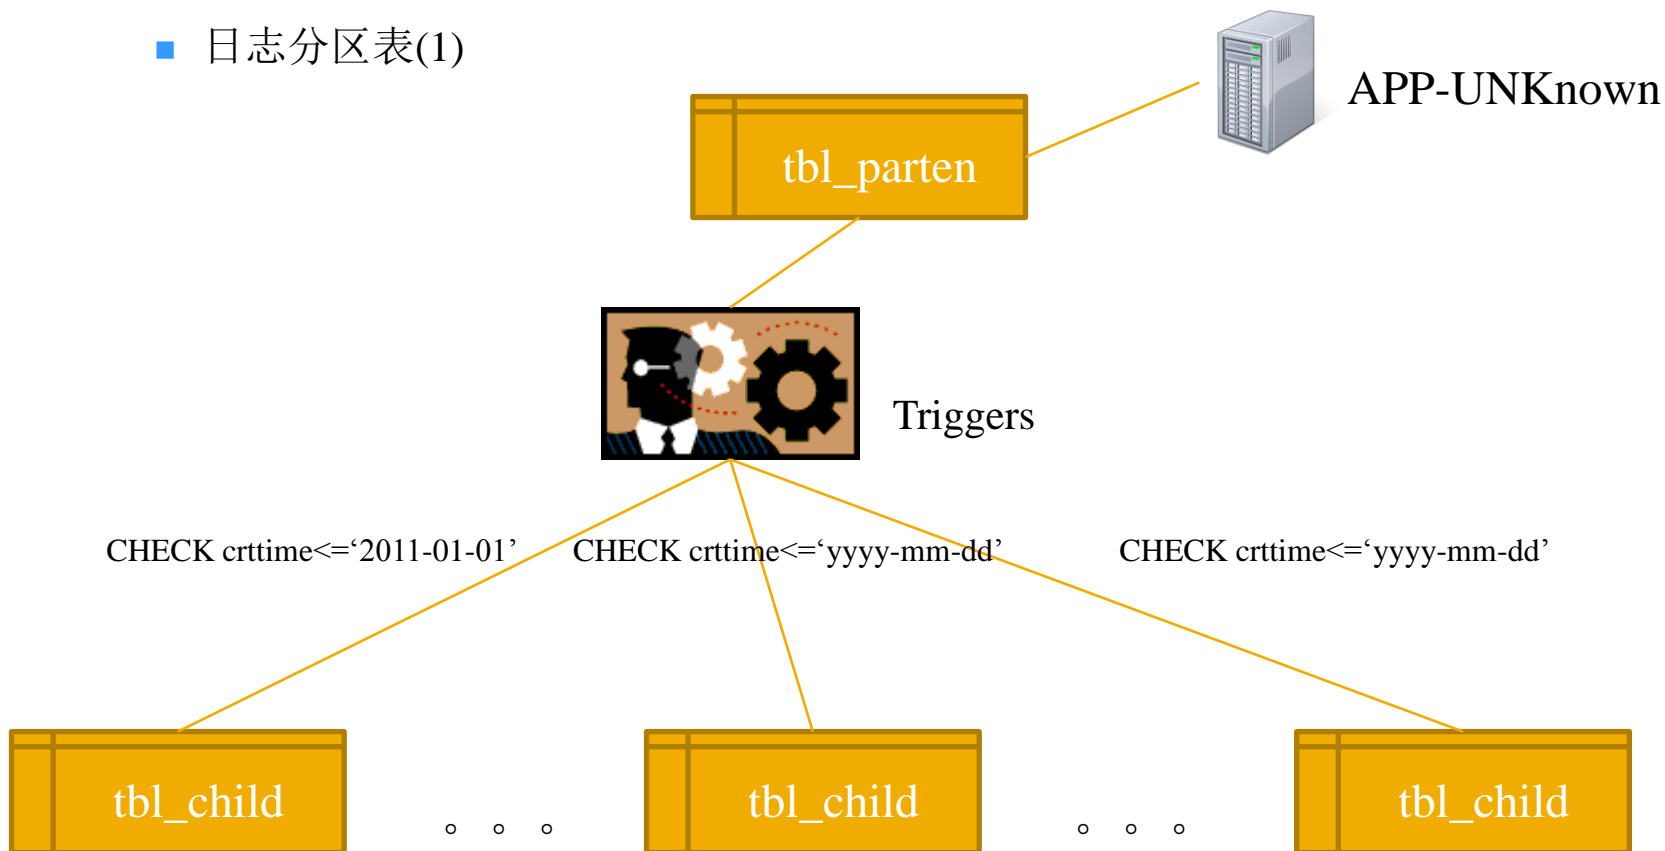 日志分区表(1)
APP-UNKnown
tbl_parten
Triggers
CHECK crttime<=‘2011-01-01’
CHECK crttime<=‘yyyy-mm-dd’
CHECK crttime<=‘yyyy-mm-dd’
tbl_child
。。。
tbl_child
。。。
tbl_child